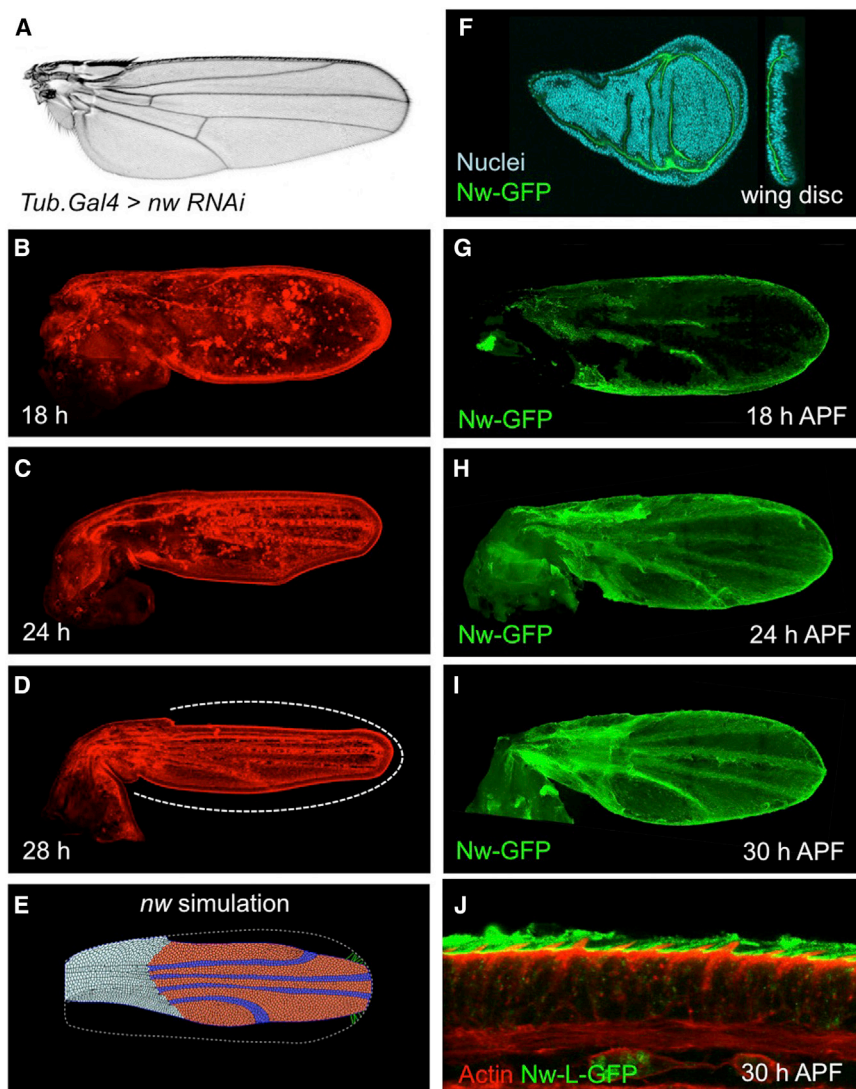 A
Tub.Gal4 > nw RNAi
B
18 h
C
24 h
D
28 h
E
nw simulation
F
Nuclei
Nw-GFP
wing disc
G
Nw-GFP
18 h APF
H
Nw-GFP
24 h APF
I
Nw-GFP
30 h APF
J
Actin Nw-L-GFP
30 h APF